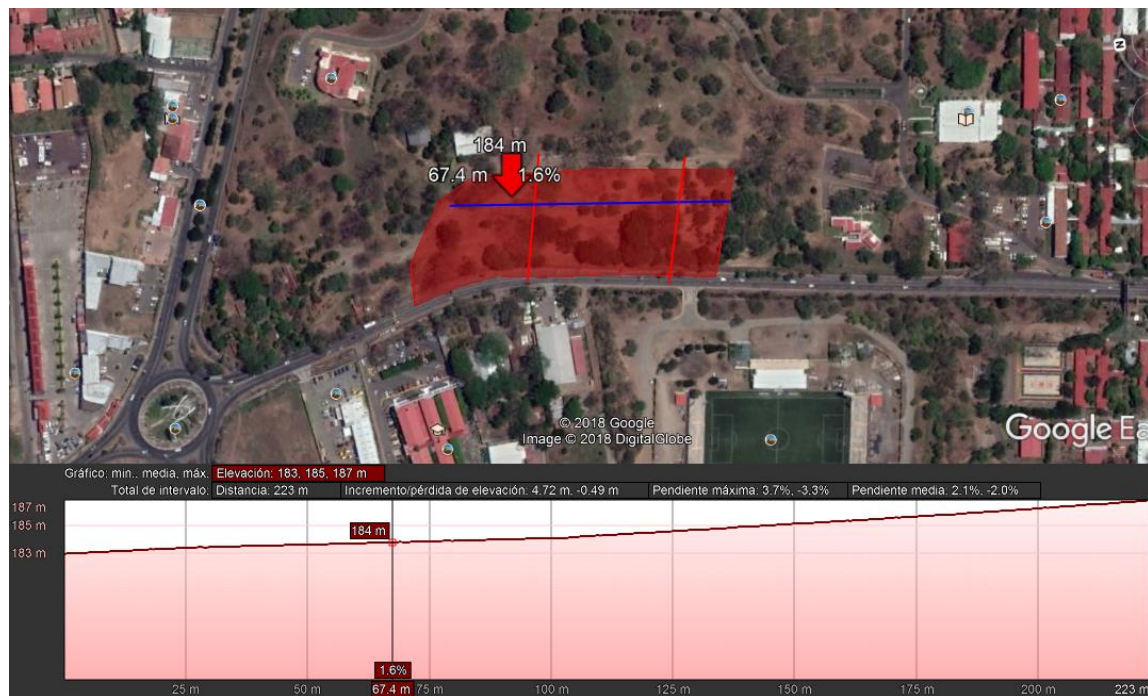 184 m
67.4 m 1.6%
© 2018 Google
Image © 2018 DigitalGlobe
Google Ea
Gráfico: min., media, máx. Elevación: 183, 185, 187 m
Total de intervalo: Distancia: 223 m Incremento/pérdida de elevación: 4.72 m, -0.49 m Pendiente máxima: 3.7%, -3.3% Pendiente media: 2.1%, -2.0%
187 m
185 m
184 m
183 m
1.6%
25 m 50 m 67.4 m 75 m 100 m 125 m 150 m 175 m 200 m 223 m